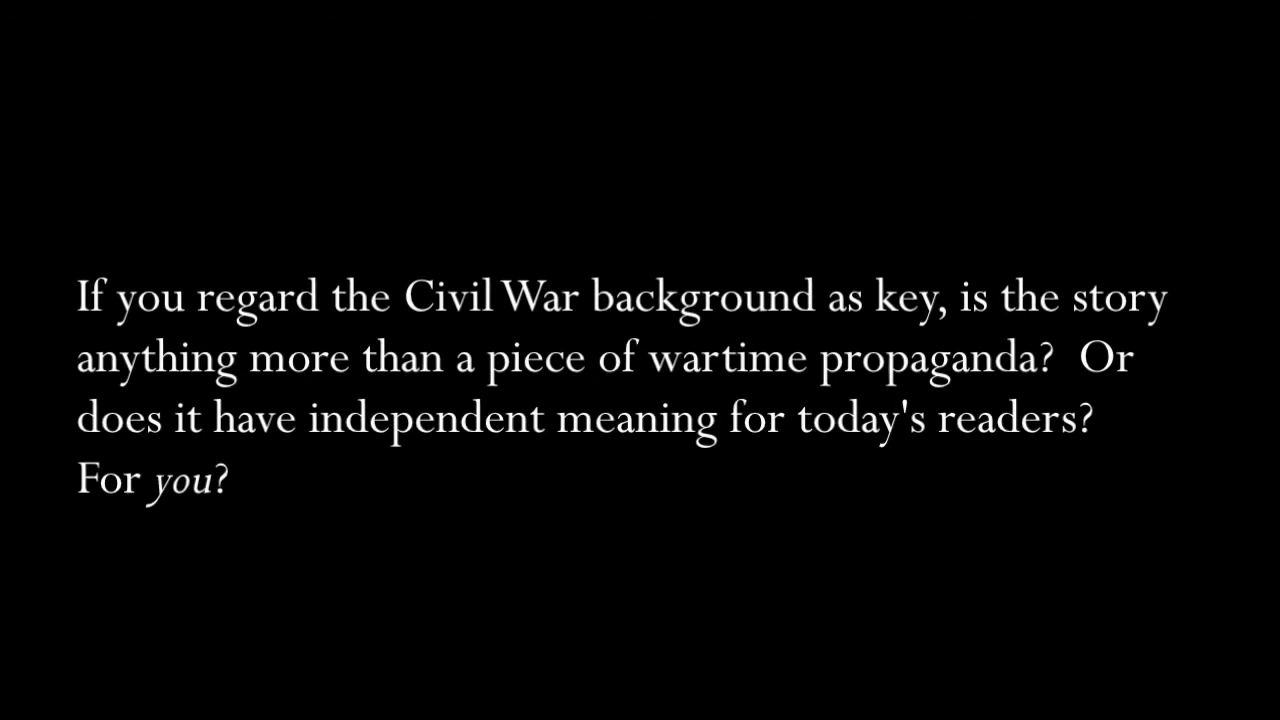 If you regard the Civil War background as key, is the story
anything more than a piece of wartime propaganda?  Or
does it have independent meaning for today's readers?
For you?